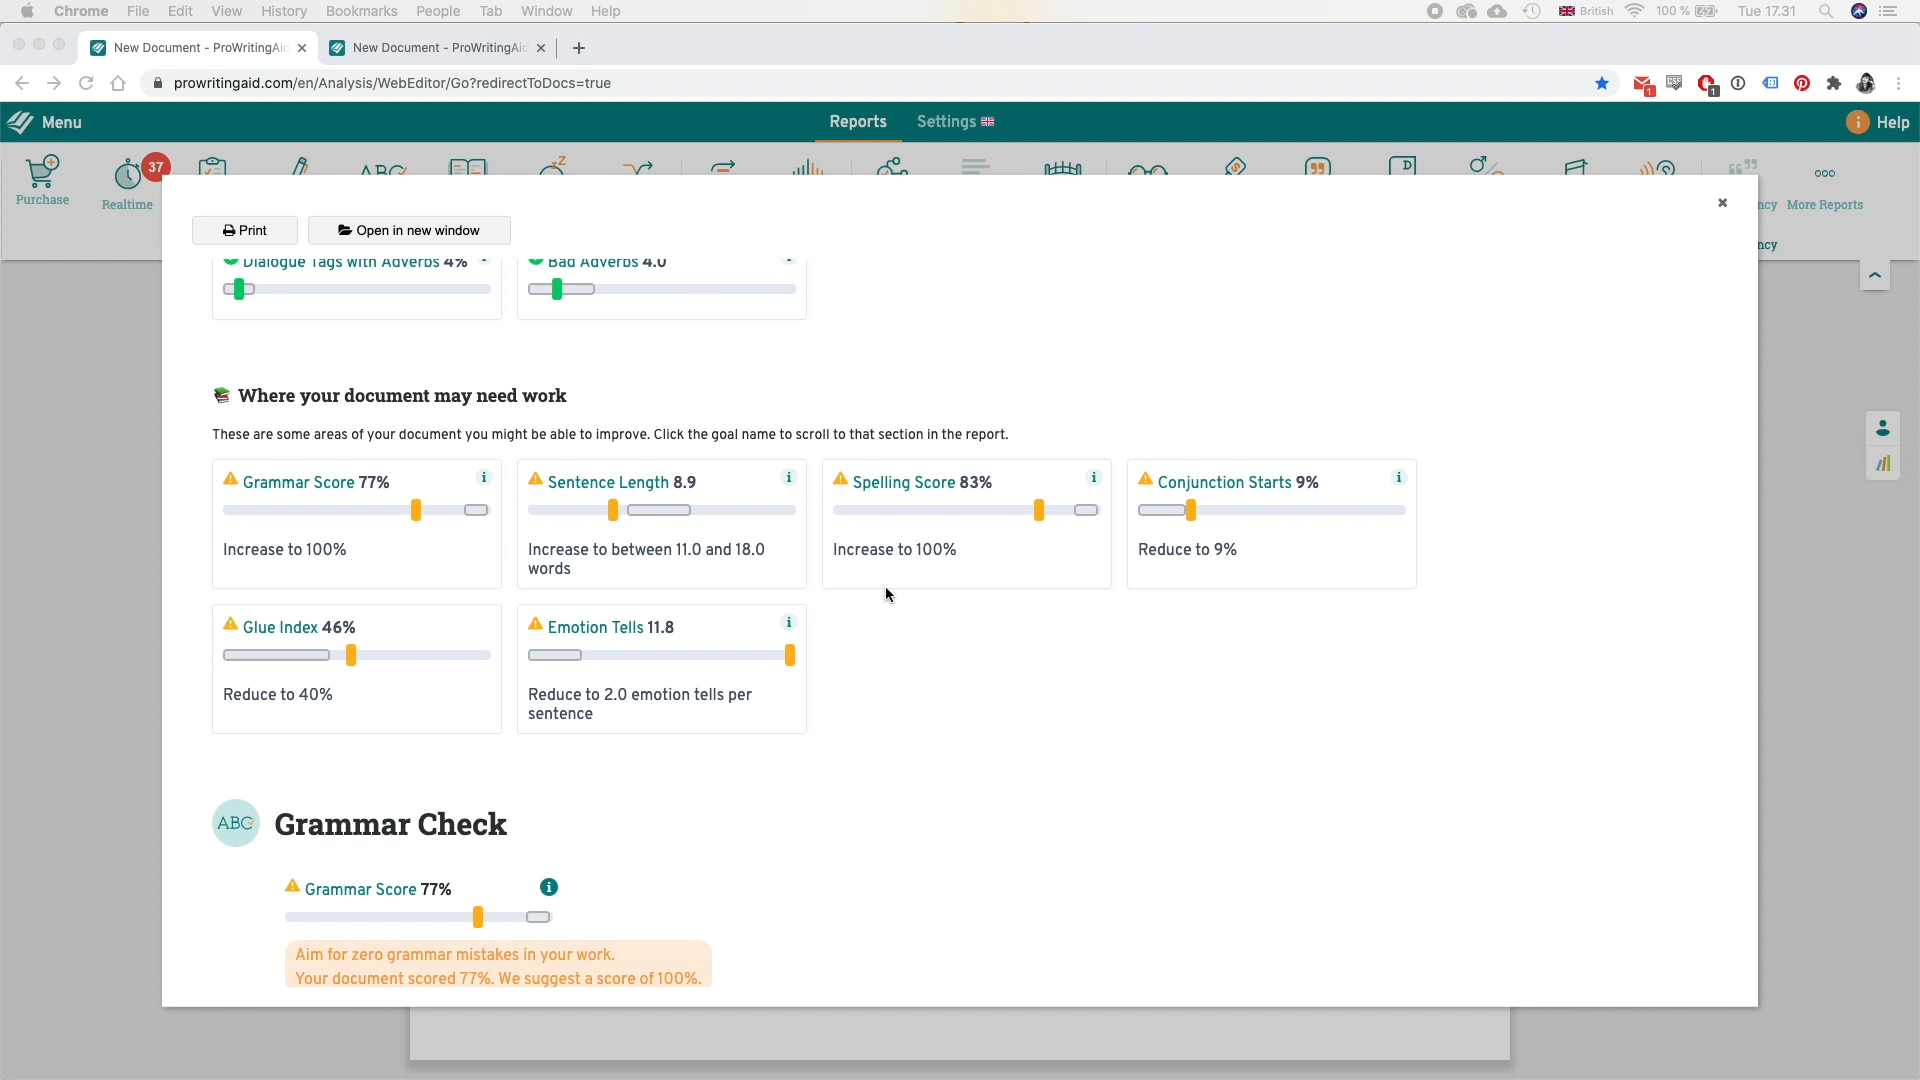 Chrome File Edit View History Bookmarks People Tab Window Help
British 100 % Tue 17.31
New Document - ProWritingAid
New Document - ProWritingAid
prowritingaid.com/en/Analysis/WebEditor/Go?redirectToDocs=true
CSS 1 1
Menu
Reports Settings
Help
37
Purchase
Realtime
ncy
More Reports
ncy
Print
Open in new window
Dialogue Tags with Adverbs 4%
Bad Adverbs 4.0
Where your document may need work
These are some areas of your document you might be able to improve. Click the goal name to scroll to that section in the report.
Grammar Score 77%
Increase to 100%
Sentence Length 8.9
Increase to between 11.0 and 18.0
words
Spelling Score 83%
Increase to 100%
Conjunction Starts 9%
Reduce to 9%
Glue Index 46%
Reduce to 40%
Emotion Tells 11.8
Reduce to 2.0 emotion tells per
sentence
ABC
Grammar Check
Grammar Score 77%
Aim for zero grammar mistakes in your work.
Your document scored 77%. We suggest a score of 100%.